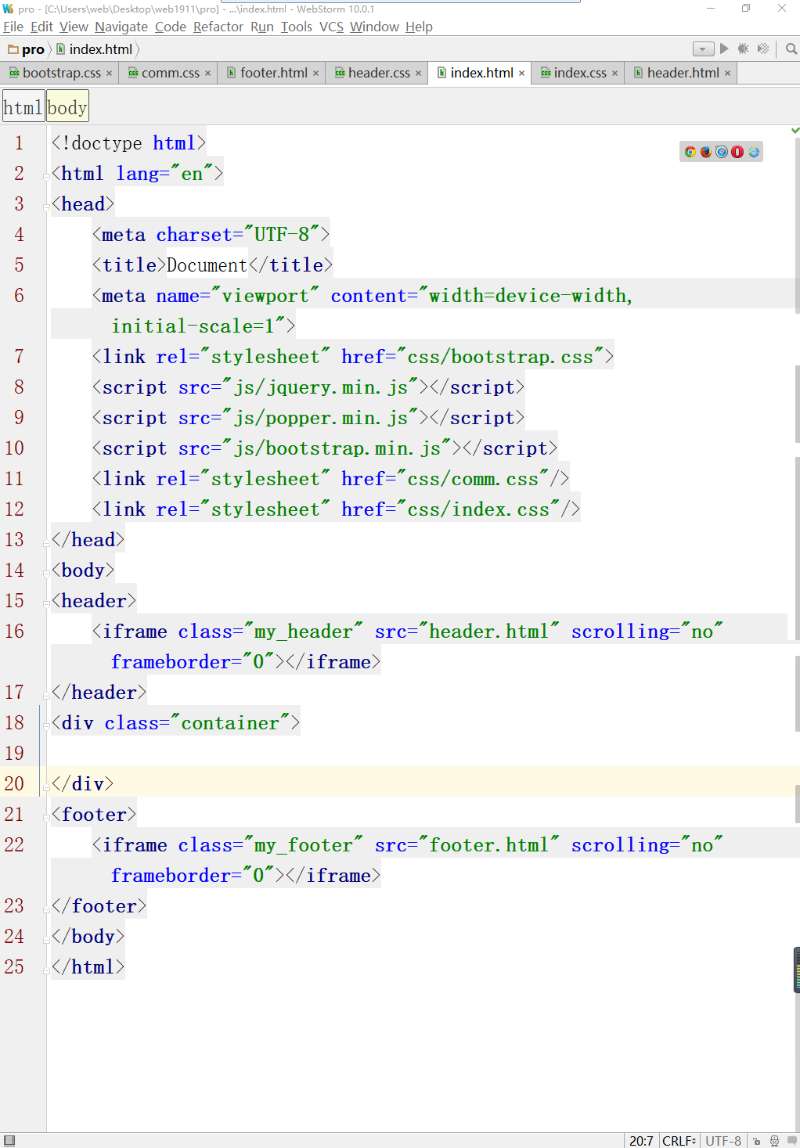 pro - [C:\Users\web\Desktop\web1911\pro] - ...\index.html - WebStorm 10.0.1
File Edit View Navigate Code Refactor Run Tools VCS Window Help
pro index.html
bootstrap.css × comm.css × footer.html × header.css × index.html × index.css × header.html ×
html body
1 <!doctype html>
2 <html lang="en">
3 <head>
4 <meta charset="UTF-8">
5 <title>Document</title>
6 <meta name="viewport" content="width=device-width,
initial-scale=1">
7 <link rel="stylesheet" href="css/bootstrap.css">
8 <script src="js/jquery.min.js"></script>
9 <script src="js/popper.min.js"></script>
10 <script src="js/bootstrap.min.js"></script>
11 <link rel="stylesheet" href="css/comm.css"/>
12 <link rel="stylesheet" href="css/index.css"/>
13 </head>
14 <body>
15 <header>
16 <iframe class="my_header" src="header.html" scrolling="no"
frameborder="0"></iframe>
17 </header>
18 <div class="container">
19
20 </div>
21 <footer>
22 <iframe class="my_footer" src="footer.html" scrolling="no"
frameborder="0"></iframe>
23 </footer>
24 </body>
25 </html>
20:7 CRLF UTF-8